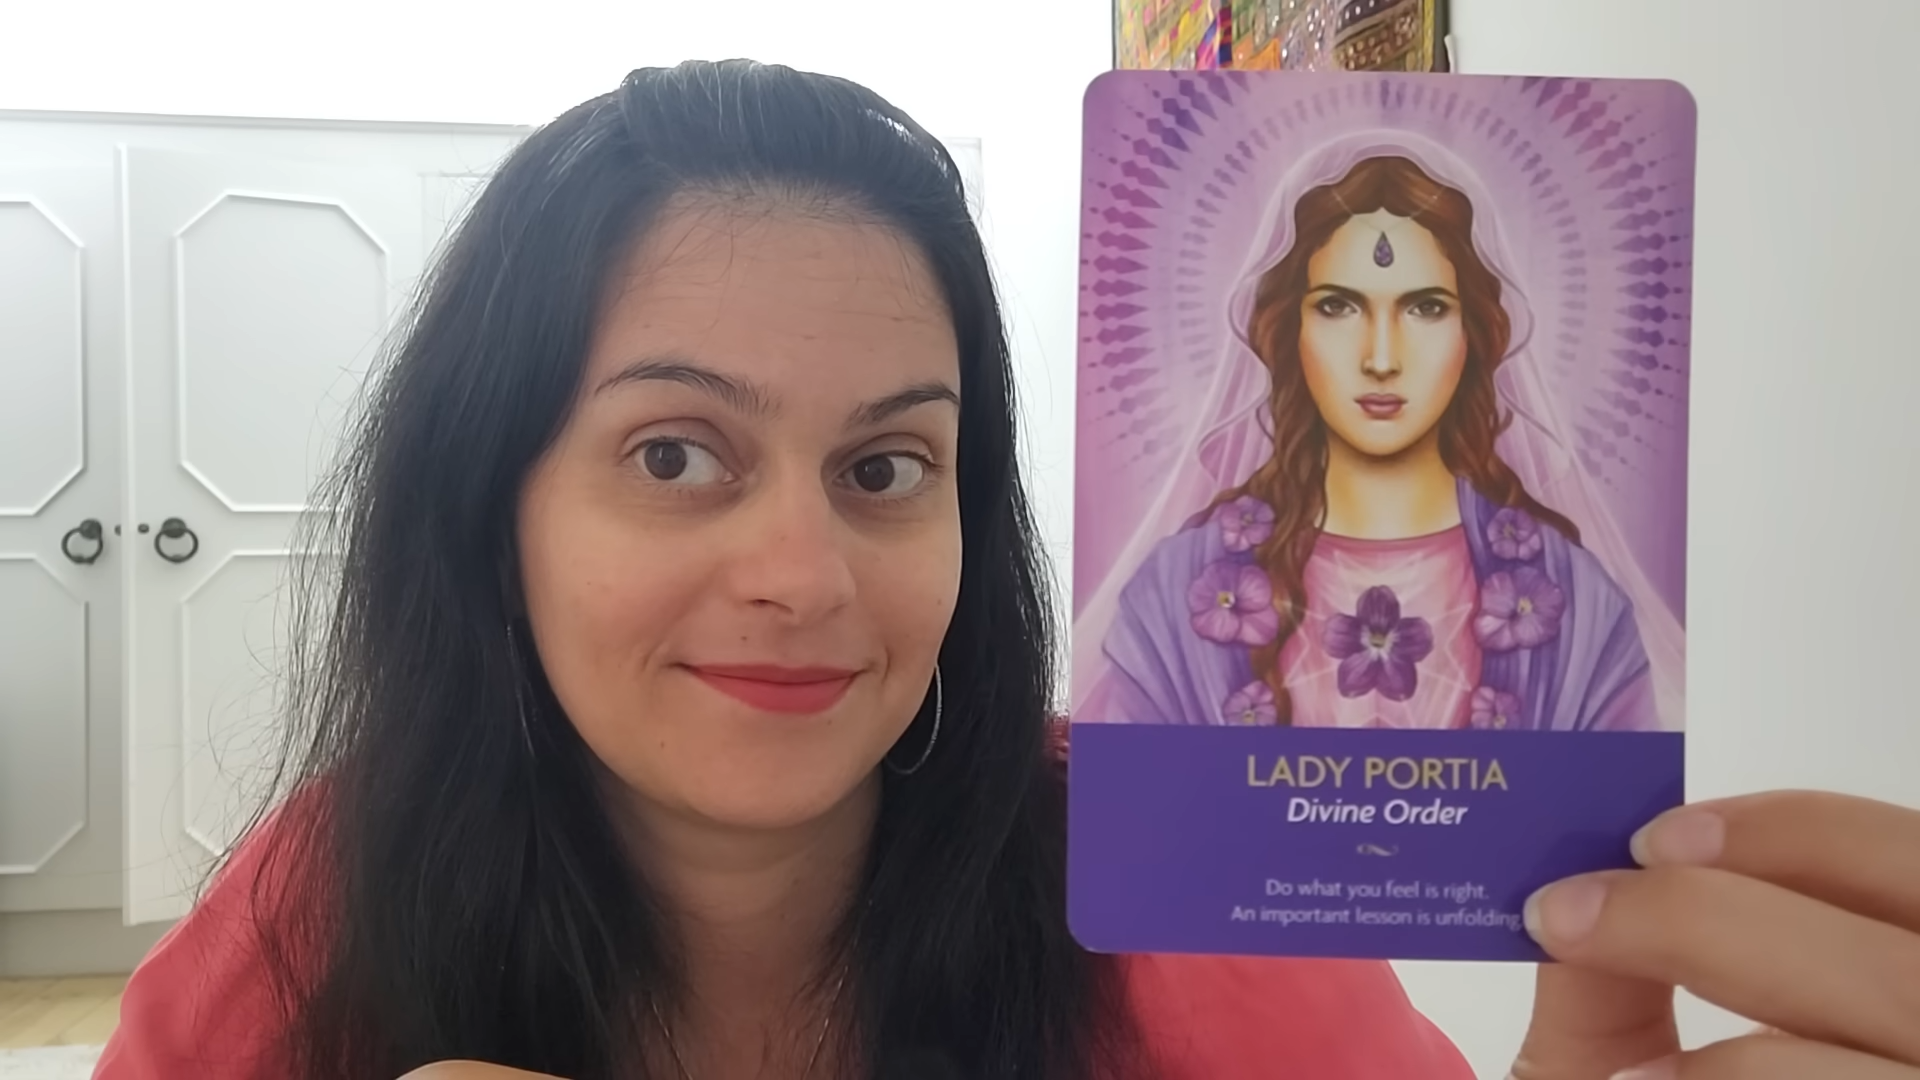 LADY PORTIA
Divine Order
Do what you feel is right.
An important lesson is unfolding